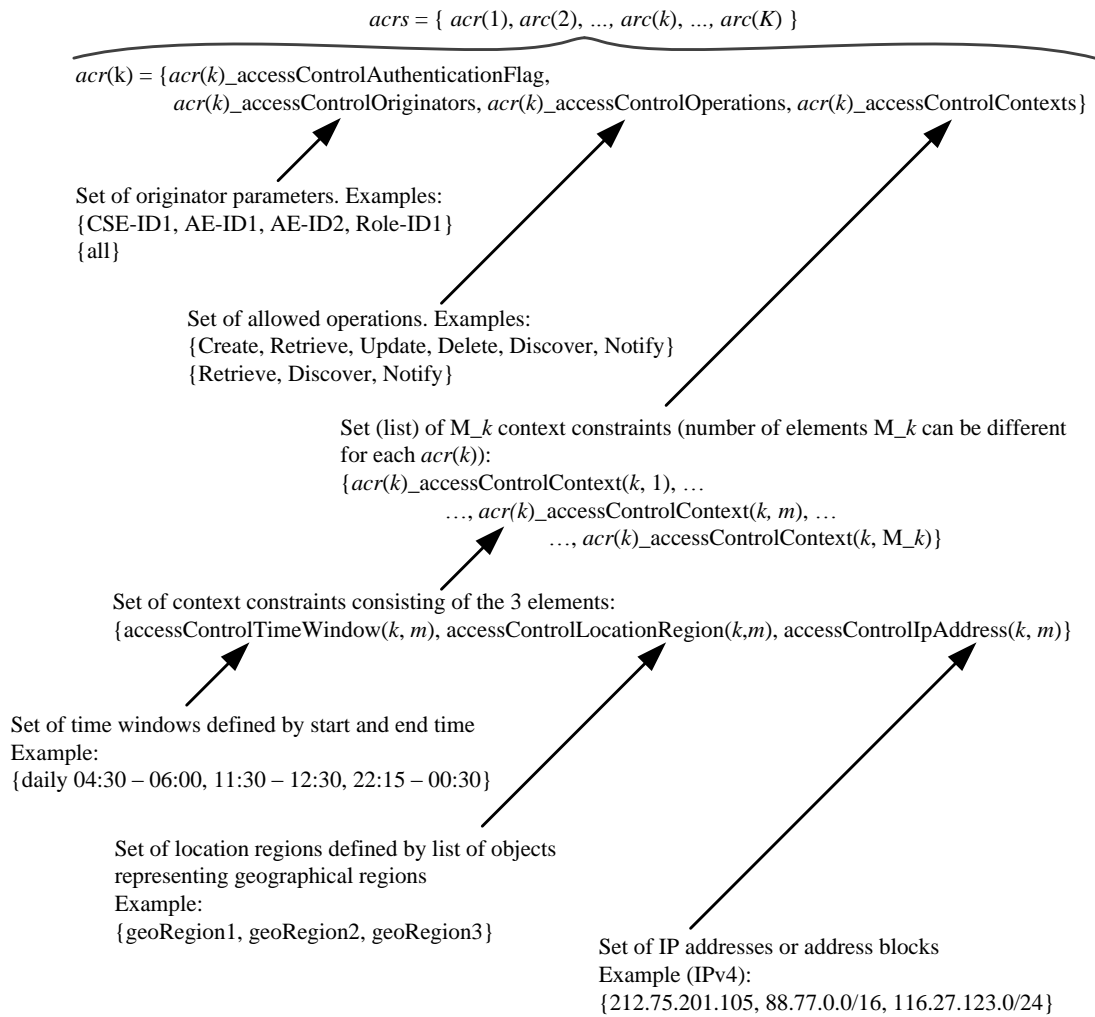 acrs = { acr(1), arc(2), ..., arc(k), ..., arc(K) }
acr(k) = {acr(k)_accessControlAuthenticationFlag,
acr(k)_accessControlOriginators, acr(k)_accessControlOperations, acr(k)_accessControlContexts}
Set of originator parameters. Examples:
{CSE-ID1, AE-ID1, AE-ID2, Role-ID1}
{all}
Set of allowed operations. Examples:
{Create, Retrieve, Update, Delete, Discover, Notify}
{Retrieve, Discover, Notify}
Set (list) of M_k context constraints (number of elements M_k can be different
for each acr(k)):
{acr(k)_accessControlContext(k, 1), …
…, acr(k)_accessControlContext(k, m), …
…, acr(k)_accessControlContext(k, M_k)}
Set of context constraints consisting of the 3 elements:
{accessControlTimeWindow(k, m), accessControlLocationRegion(k,m), accessControlIpAddress(k, m)}
Set of time windows defined by start and end time
Example:
{daily 04:30 – 06:00, 11:30 – 12:30, 22:15 – 00:30}
Set of location regions defined by list of objects
representing geographical regions
Example:
{geoRegion1, geoRegion2, geoRegion3}
Set of IP addresses or address blocks
Example (IPv4):
{212.75.201.105, 88.77.0.0/16, 116.27.123.0/24}